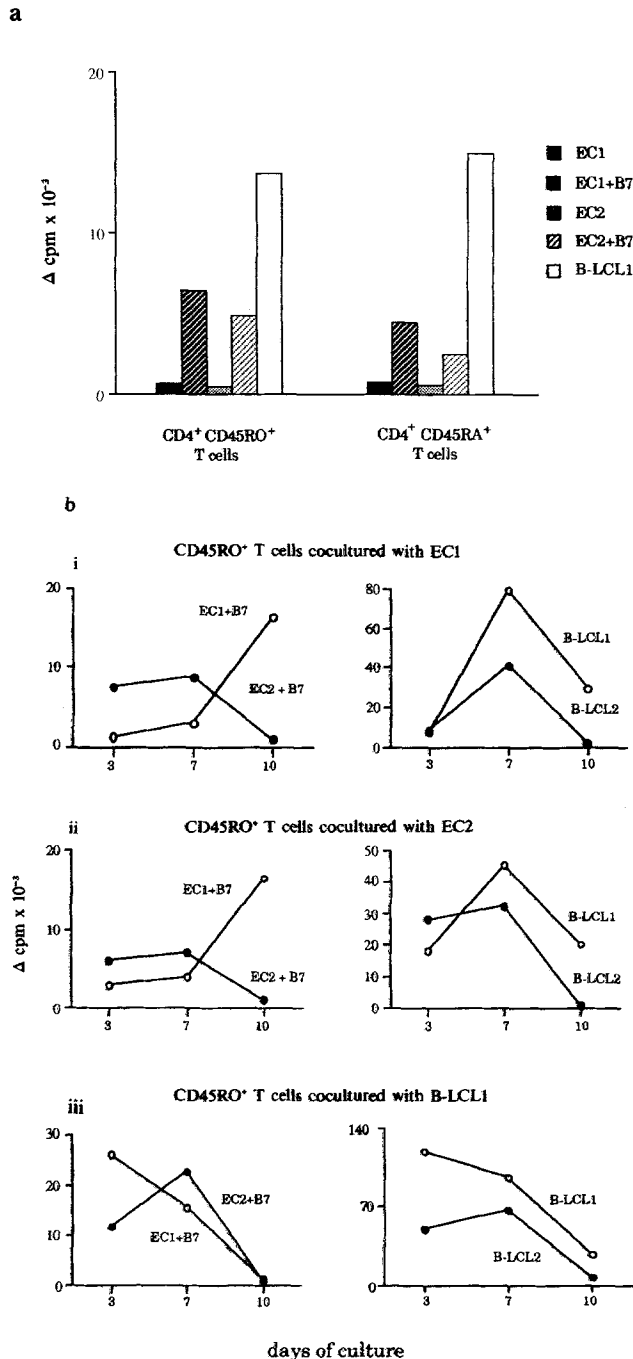 a
20
10
0
Δ cpm x 10⁻³
EC1
EC1+B7
EC2
EC2+B7
B-LCL1
CD4⁺ CD45RO⁺
T cells
CD4⁺ CD45RA⁺
T cells
b
i
CD45RO⁺ T cells cocultured with EC1
20
10
0
EC1+B7
EC2 + B7
3 7 10
80
60
40
20
0
B-LCL1
B-LCL2
3 7 10
ii
CD45RO⁺ T cells cocultured with EC2
Δ cpm x 10⁻³
20
10
0
EC1+B7
EC2 + B7
3 7 10
50
40
30
20
10
0
B-LCL1
B-LCL2
3 7 10
iii
CD45RO⁺ T cells cocultured with B-LCL1
30
20
10
0
EC2+B7
EC1+B7
3 7 10
140
70
0
B-LCL1
B-LCL2
3 7 10
days of culture